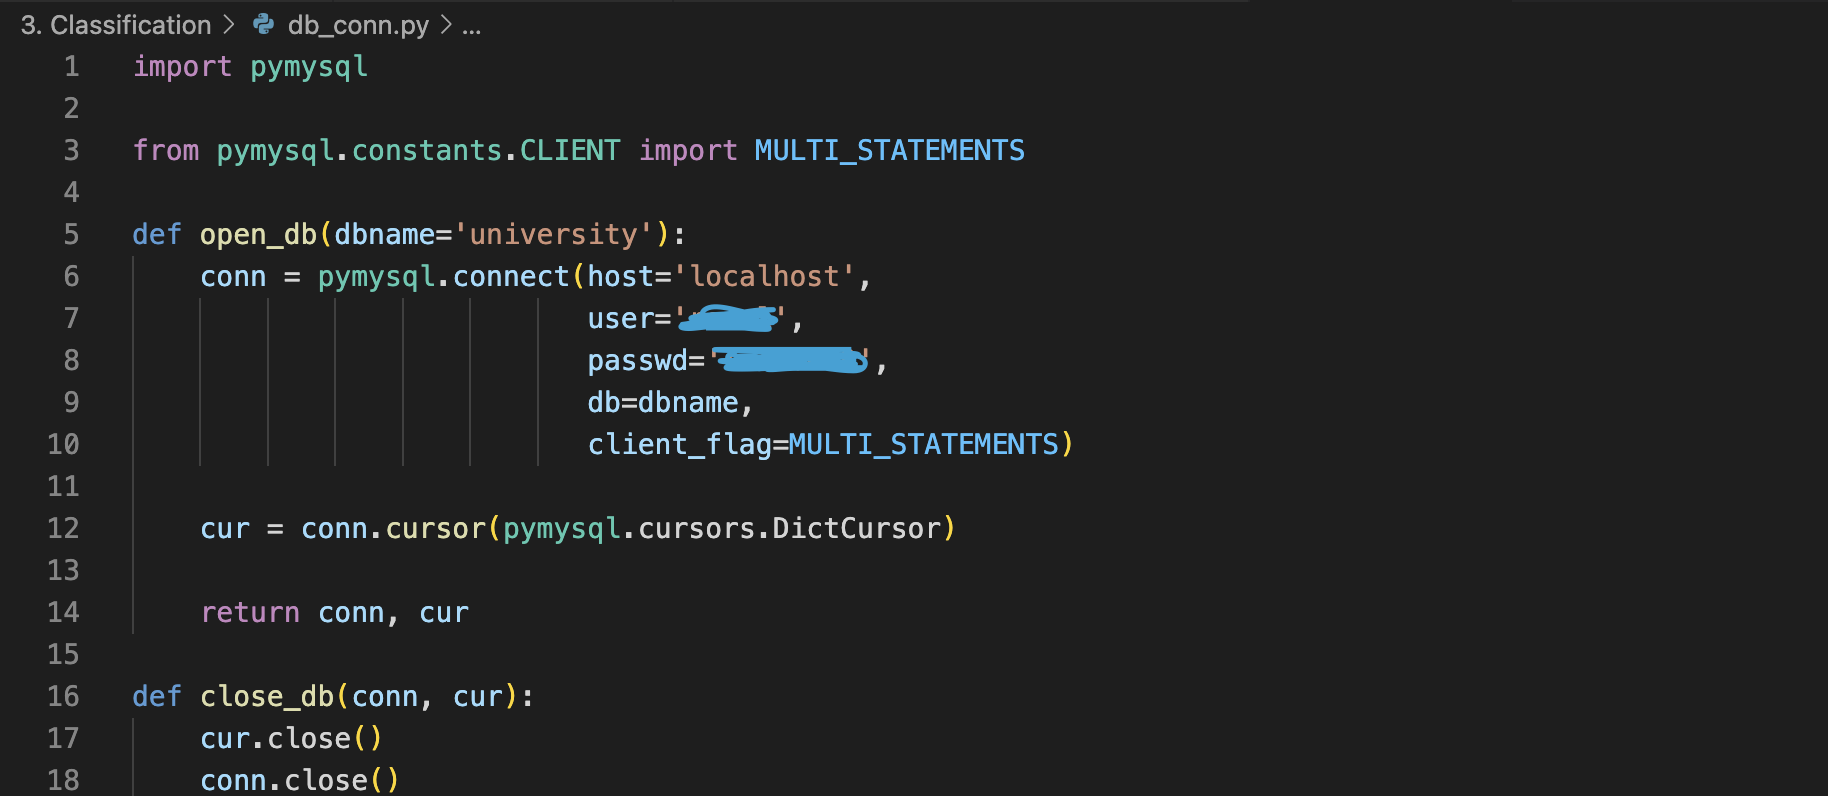 3. Classification > db_conn.py > ...
1 import pymysql
2
3 from pymysql.constants.CLIENT import MULTI_STATEMENTS
4
5 def open_db(dbname='university'):
6 conn = pymysql.connect(host='localhost',
7 user='',
8 passwd='',
9 db=dbname,
10 client_flag=MULTI_STATEMENTS)
11
12 cur = conn.cursor(pymysql.cursors.DictCursor)
13
14 return conn, cur
15
16 def close_db(conn, cur):
17 cur.close()
18 conn.close()